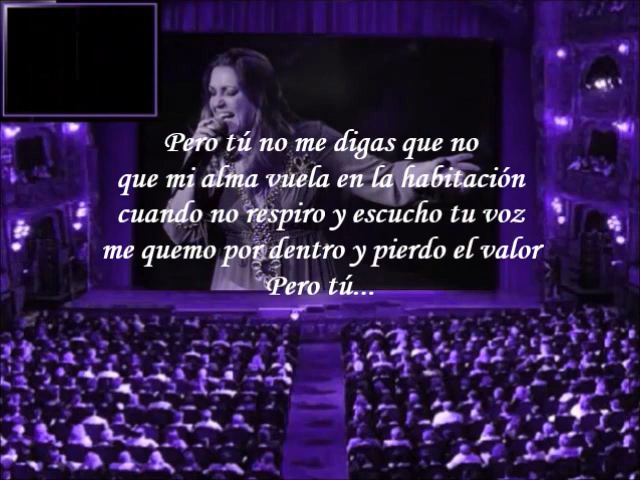 Pero tú no me digas que no
que mi alma vuela en la habitación
cuando no respiro y escucho tu voz
me quemo por dentro y pierdo el valor
Pero tú...